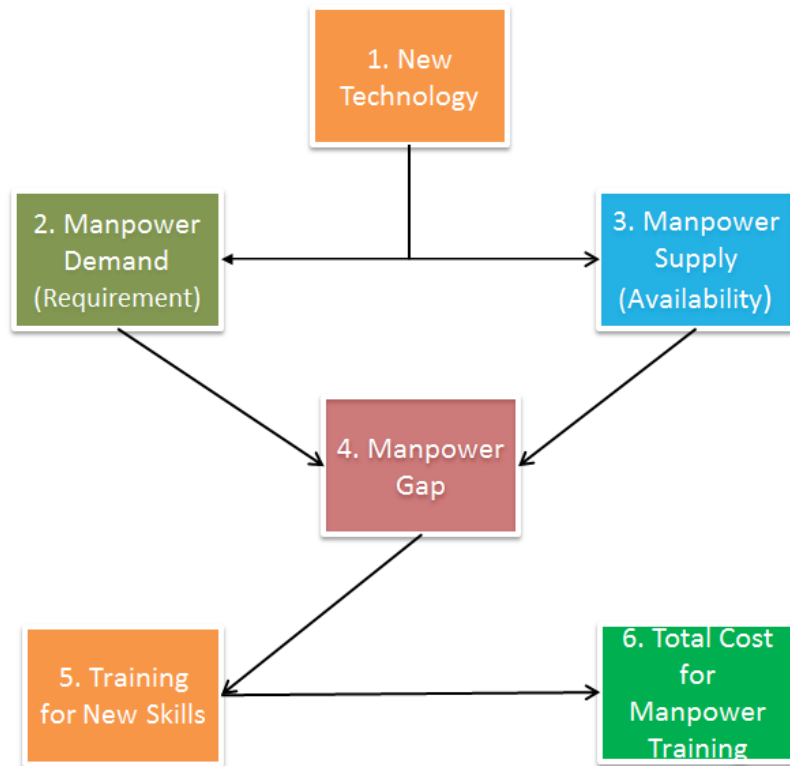 1. New
Technology
2. Manpower
Demand
(Requirement)
3. Manpower
Supply
(Availability)
4. Manpower
Gap
5. Training
for New Skills
6. Total Cost
for
Manpower
Training